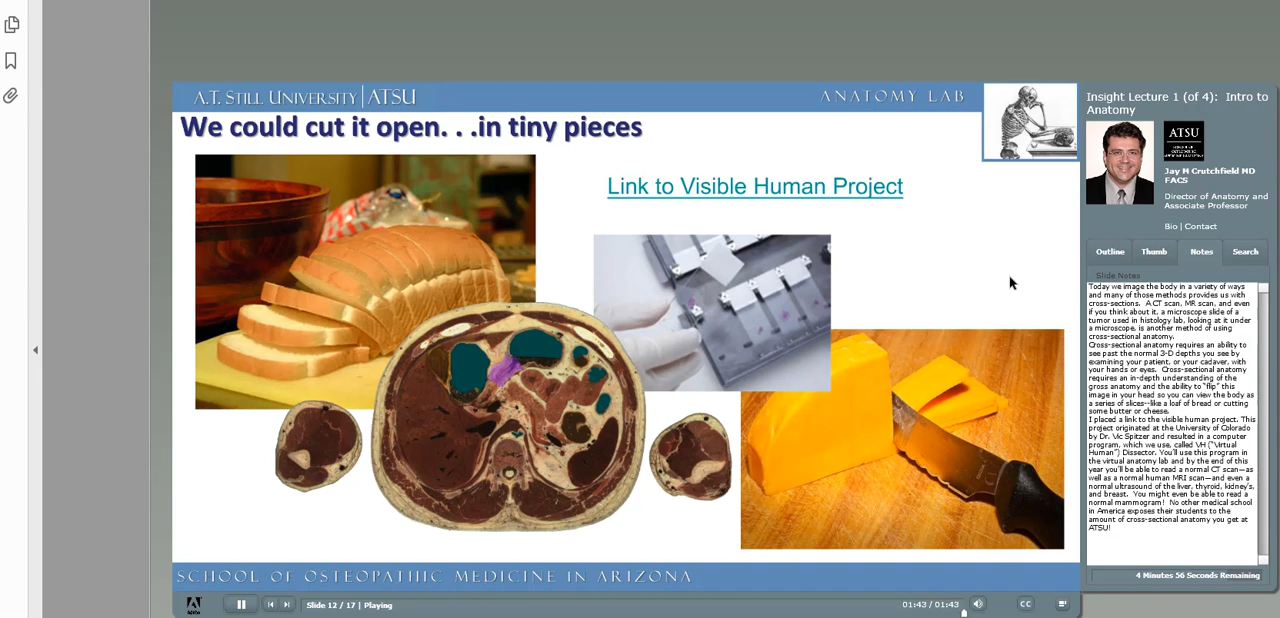 A.T. STILL UNIVERSITY | ATSU
ANATOMY LAB
We could cut it open. . .in tiny pieces
Link to Visible Human Project
SCHOOL OF OSTEOPATHIC MEDICINE IN ARIZONA
Adobe
Slide 12 / 17 | Playing
01:43 / 01:43
CC
Insight Lecture 1 (of 4): Intro to
Anatomy
ATSU
Jay M Crutchfield MD
FACS
Director of Anatomy and
Associate Professor
Bio | Contact
Outline Thumb Notes Search
Slide Notes
Today we image the body in a variety of ways
and many of those methods provides us with
cross-sections. A CT scan, MR scan, and even
if you think about it, a microscope slide of a
tumor used in histology lab, looking at it under
a microscope, is another method of using
cross-sectional anatomy.
Cross-sectional anatomy requires an ability to
see past the normal 3-D depths you see by
examining your patient, or your cadaver, with
your hands or eyes. Cross-sectional anatomy
requires an in-depth understanding of the
gross anatomy and the ability to "flip" this
image in your head so you can view the body as
a series of slices--like a loaf of bread or cutting
some butter or cheese.
I placed a link to the visible human project. This
project originated at the University of Colorado
by Dr. Vic Spitzer and resulted in a computer
program, which we use, called VH ("Virtual
Human") Dissector. You'll use this program in
the virtual anatomy lab and by the end of this
year you'll be able to read a normal CT scan—as
well as a normal human MRI scan—and even a
normal ultrasound of the liver, thyroid, kidney's,
and breast. You might even be able to read a
normal mammogram! No other medical school
in America exposes their students to the
amount of cross-sectional anatomy you get at
ATSU!
4 Minutes 56 Seconds Remaining